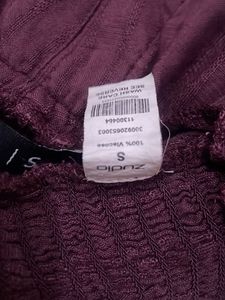 zudio
S
100% Viscose
300920653003
11300464
WASH CARE
SEE REVERSE
S